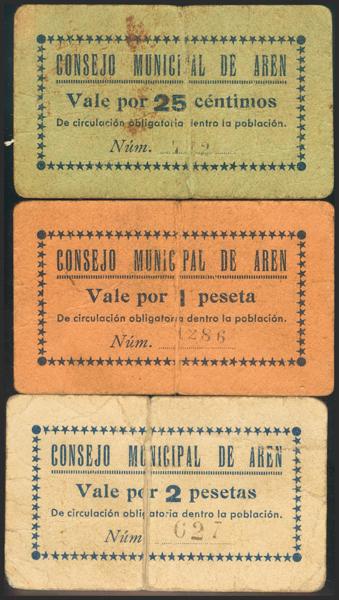 CONSEJO MUNICIPAL DE AREN
Vale por 25 céntimos
De circulación obligatoria dentro la población.
Núm.
CONSEJO MUNICIPAL DE AREN
Vale por 1 peseta
De circulación obligatoria dentro la población.
Núm. 1286
CONSEJO MUNICIPAL DE AREN
Vale por 2 pesetas
De circulación obligatoria dentro la población.
Núm 627